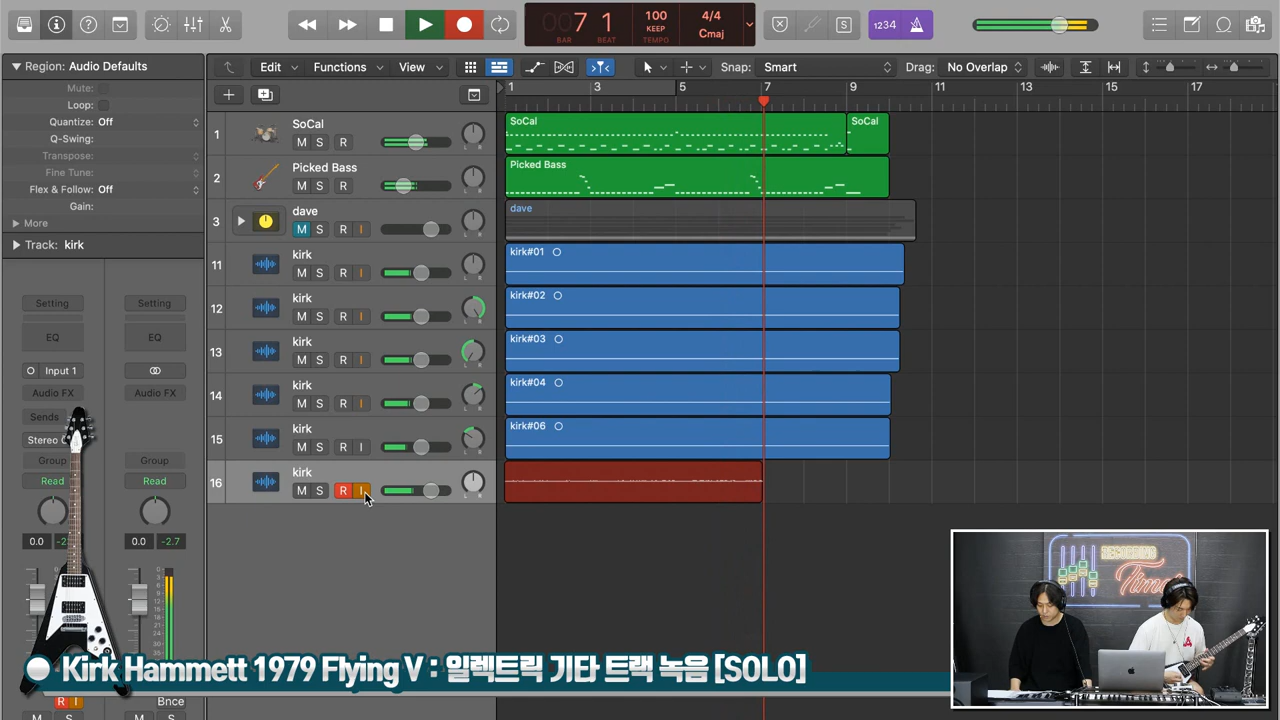 7 1
BAR BEAT
100
KEEP
TEMPO
4/4
Cmaj
S
1234
Region: Audio Defaults
Mute:
Loop:
Quantize: Off
Q-Swing:
Transpose:
Fine Tune:
Flex & Follow: Off
Gain:
More
Track: kirk
Edit
Functions
View
Snap: Smart
Drag: No Overlap
1 3 5 7 9 11 13 15 17
1
SoCal
M S R
SoCal
SoCal
2
Picked Bass
M S R
Picked Bass
3
dave
M S R I
dave
11
kirk
M S R I
kirk#01
12
kirk
M S R I
kirk#02
13
kirk
M S R I
kirk#03
14
kirk
M S R I
kirk#04
15
kirk
M S R I
kirk#06
16
kirk
M S R I
Setting
Setting
EQ
EQ
Input 1
Audio FX
Audio FX
Sends
Stereo
Group
Group
Read
Read
0.0
0.0 -2.7
R I
Bnce
M S
M S
RECORDING
Time
Kirk Hammett 1979 Flying V : 일렉트릭 기타 트랙 녹음 [SOLO]